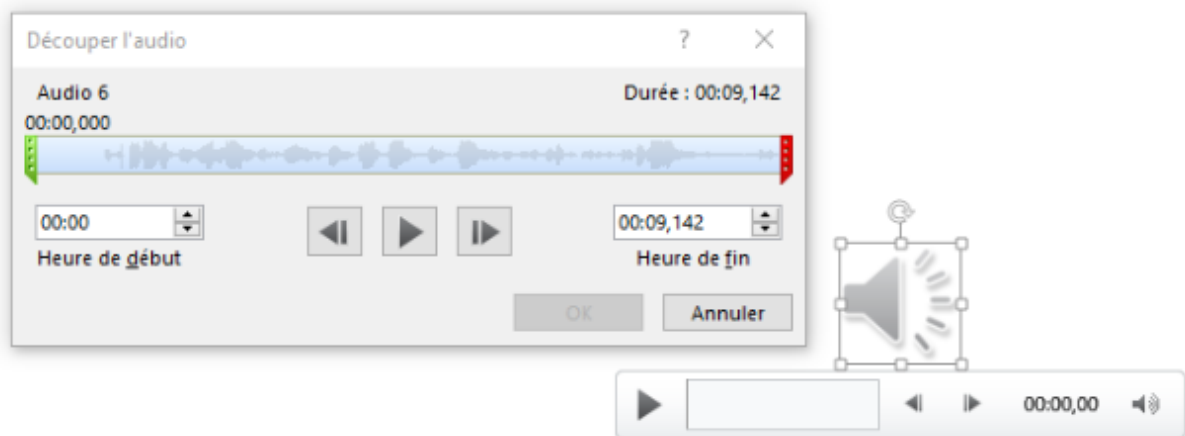 Découper l'audio ?
Audio 6 Durée : 00:09,142
00:00,000
00:00 00:09,142
Heure de début Heure de fin
OK Annuler
00:00,00